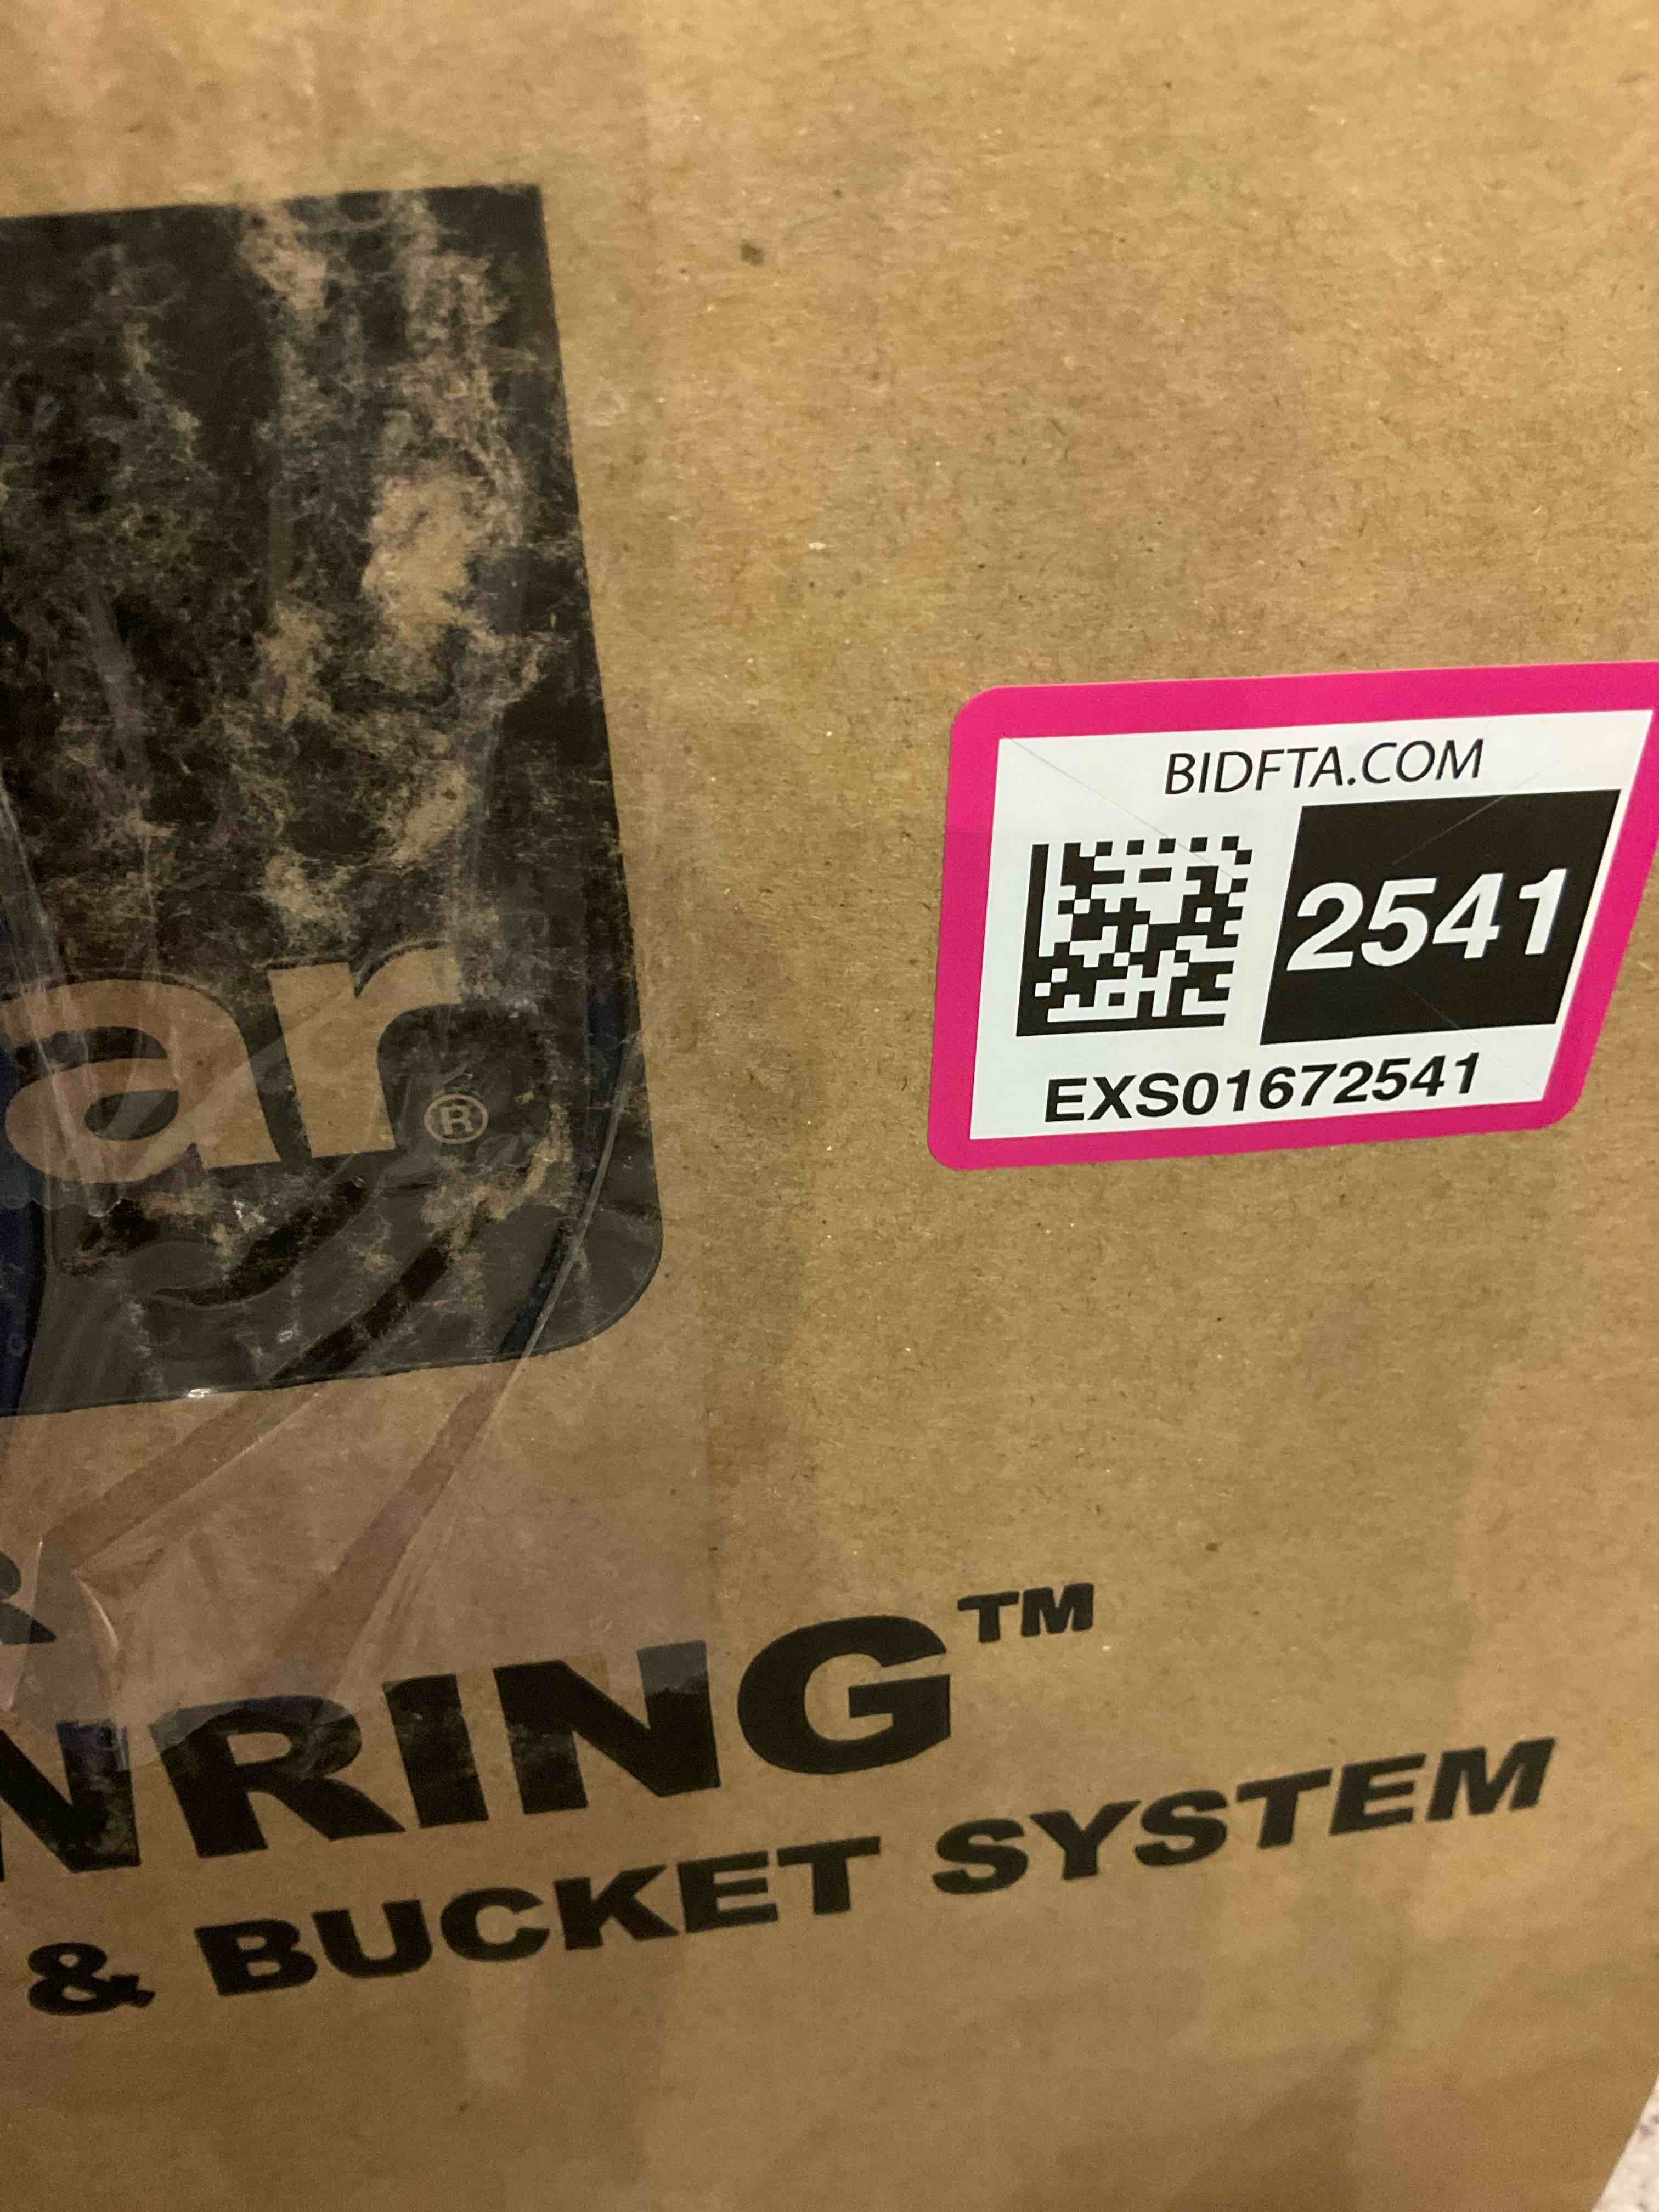 BIDFTA.COM
2541
EXS01672541
ar®
NRING™
& BUCKET SYSTEM